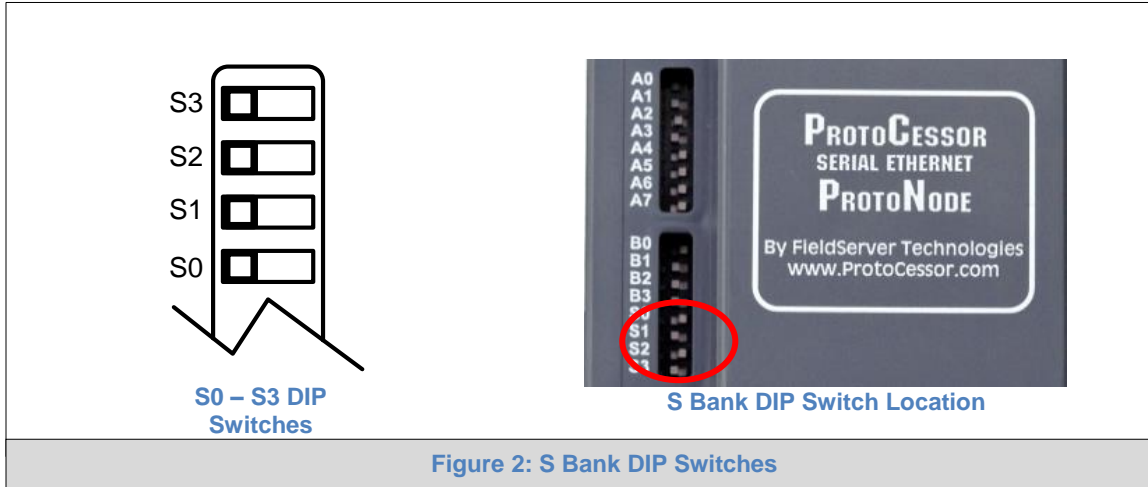 S3
S2
S1
S0
S0 – S3 DIP
Switches
A0
A1
A2
A3
A4
A5
A6
A7
B0
B1
B2
B3
S0
S1
S2
S3
PROTOCESSOR
SERIAL ETHERNET
PROTONODE
By FieldServer Technologies
www.ProtoCessor.com
S Bank DIP Switch Location
Figure 2: S Bank DIP Switches